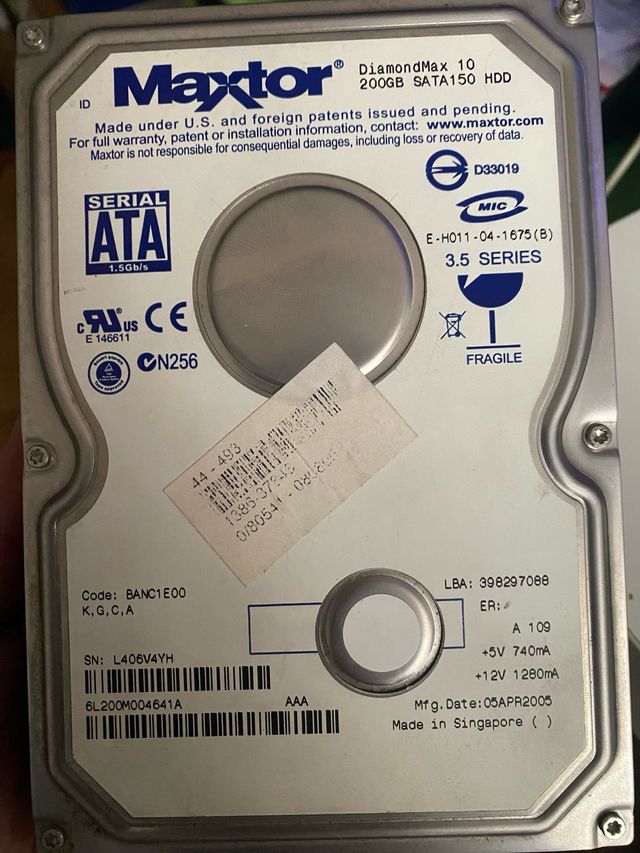 ID
Maxtor®
DiamondMax 10
200GB SATA150 HDD
Made under U.S. and foreign patents issued and pending.
For full warranty, patent or installation information, contact: www.maxtor.com
Maxtor is not responsible for consequential damages, including loss or recovery of data.
D33019
MIC
E-H011-04-1675(B)
3.5 SERIES
FRAGILE
SERIAL
ATA
1.5Gb/s
c RU® US CE
E 146611
N256
44 - 493
Code: BANC1E00
K,G,C,A
SN: L406V4YH
6L200M004641A AAA
LBA: 398297088
ER:
A 109
+5V 740mA
+12V 1280mA
Mfg.Date:05APR2005
Made in Singapore ( )